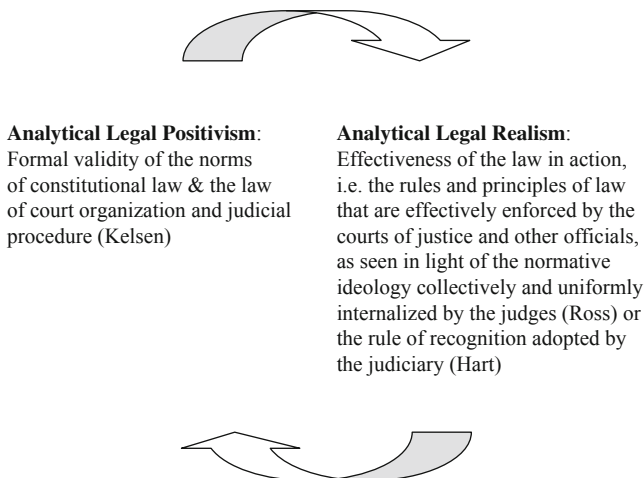 Analytical Legal Positivism:
Formal validity of the norms
of constitutional law & the law
of court organization and judicial
procedure (Kelsen)
Analytical Legal Realism:
Effectiveness of the law in action,
i.e. the rules and principles of law
that are effectively enforced by the
courts of justice and other officials,
as seen in light of the normative
ideology collectively and uniformly
internalized by the judges (Ross) or
the rule of recognition adopted by
the judiciary (Hart)